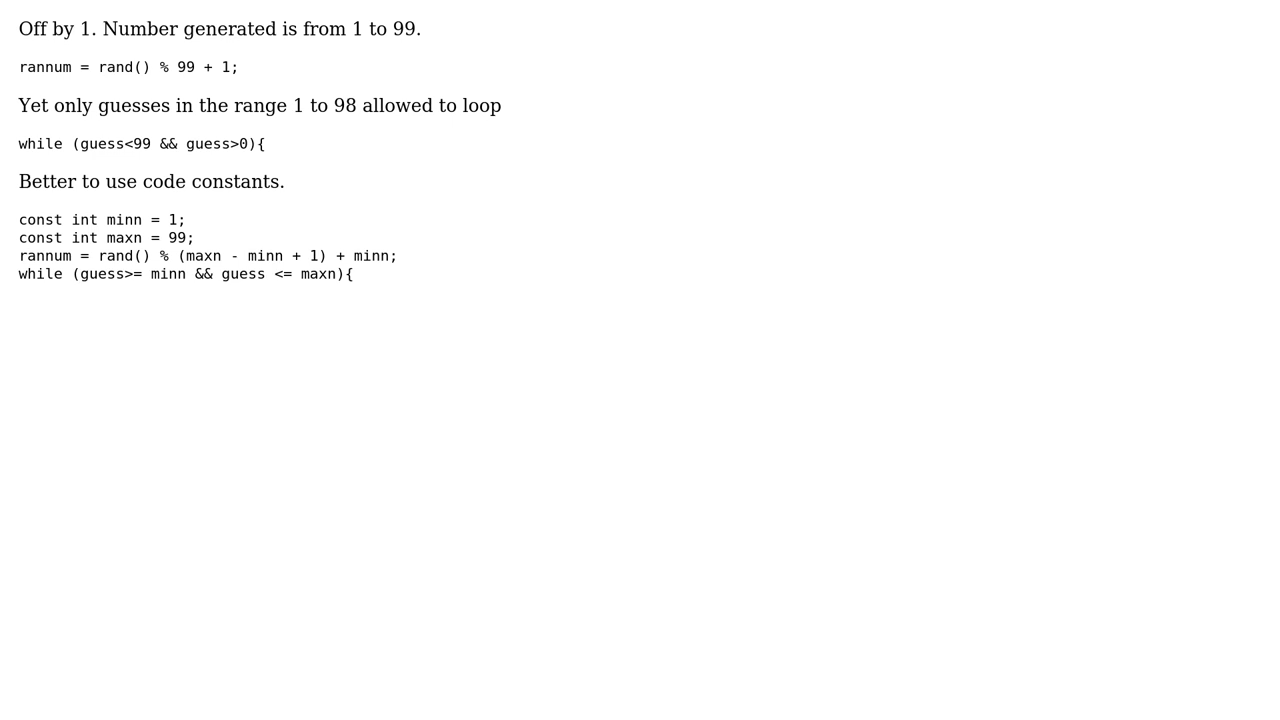 Off by 1. Number generated is from 1 to 99.
rannum = rand() % 99 + 1;
Yet only guesses in the range 1 to 98 allowed to loop
while (guess<99 && guess>0){
Better to use code constants.
const int minn = 1;
const int maxn = 99;
rannum = rand() % (maxn - minn + 1) + minn;
while (guess>= minn && guess <= maxn){